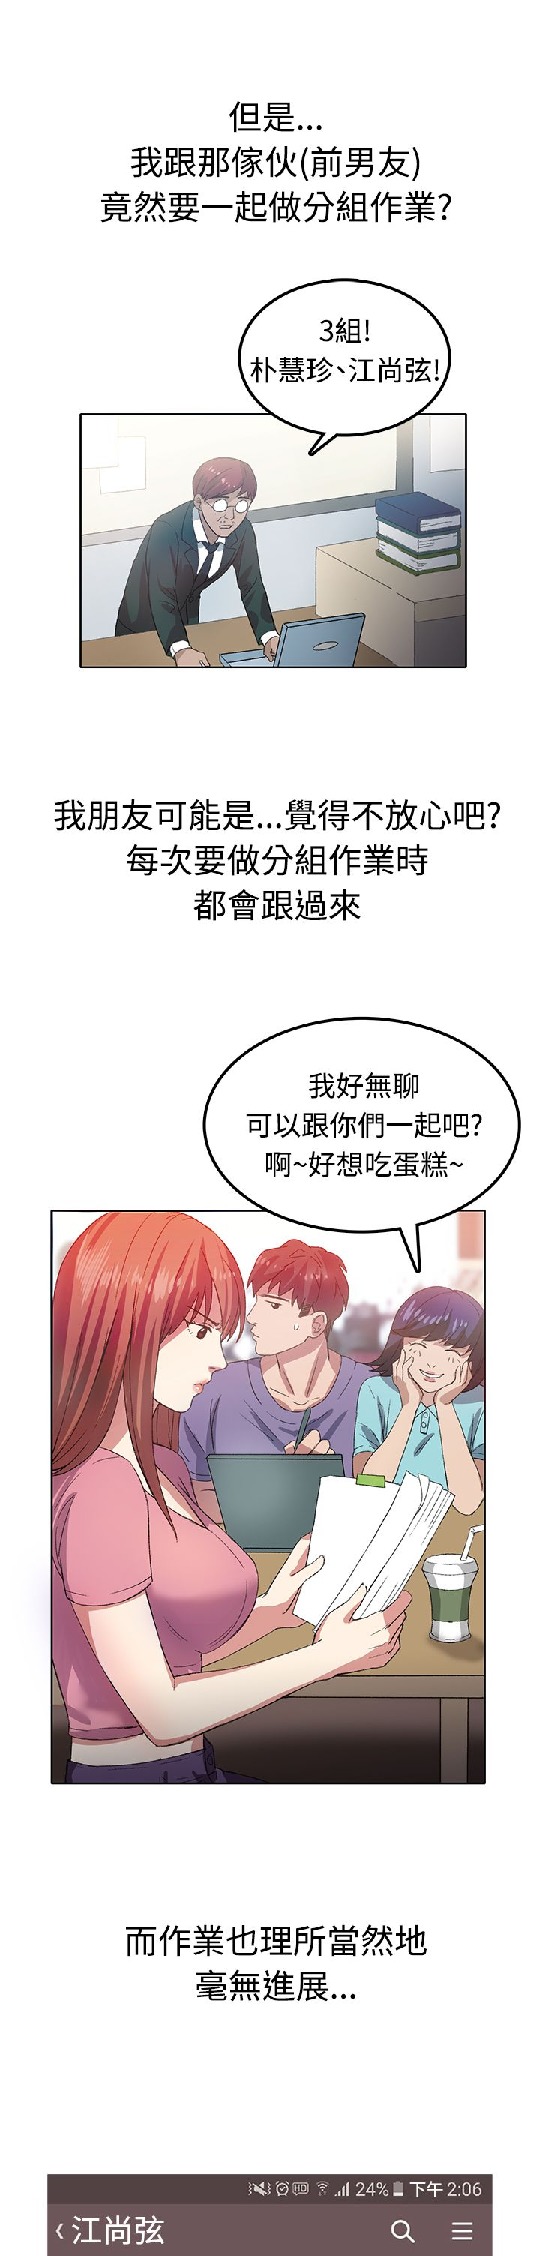 但是...
我跟那傢伙(前男友)
竟然要一起做分組作業?
3組!
朴慧珍、江尚弦!
我朋友可能是...覺得不放心吧?
每次要做分組作業時
都會跟過來
我好無聊
可以跟你們一起吧?
啊~好想吃蛋糕~
而作業也理所當然地
毫無進展...
24% 下午 2:06
江尚弦